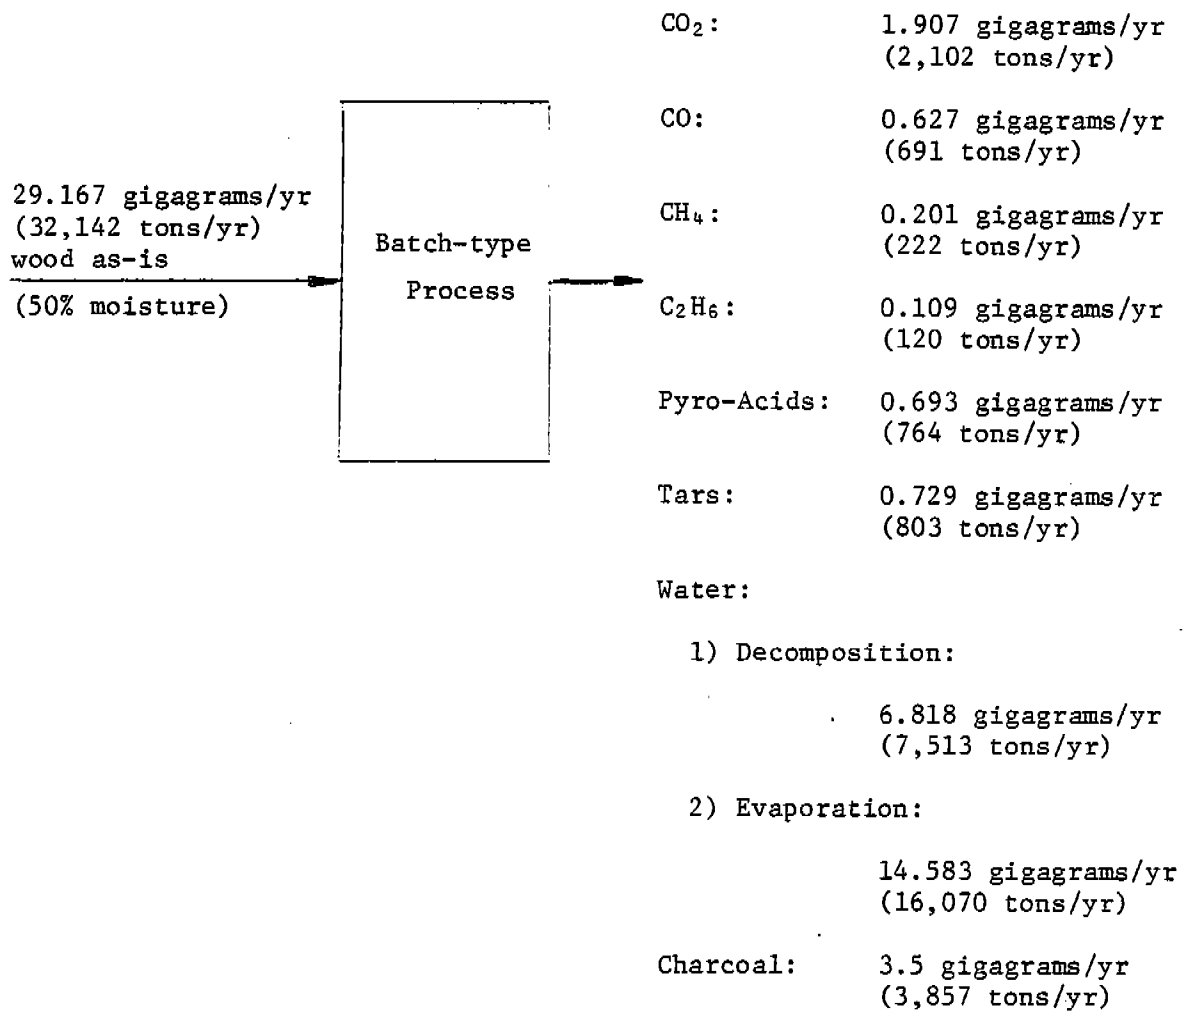 29.167 gigagrams/yr
(32,142 tons/yr)
wood as-is
(50% moisture)
Batch-type
Process
CO₂: 1.907 gigagrams/yr
(2,102 tons/yr)
CO: 0.627 gigagrams/yr
(691 tons/yr)
CH₄: 0.201 gigagrams/yr
(222 tons/yr)
C₂H₆: 0.109 gigagrams/yr
(120 tons/yr)
Pyro-Acids: 0.693 gigagrams/yr
(764 tons/yr)
Tars: 0.729 gigagrams/yr
(803 tons/yr)
Water:
1) Decomposition:
6.818 gigagrams/yr
(7,513 tons/yr)
2) Evaporation:
14.583 gigagrams/yr
(16,070 tons/yr)
Charcoal: 3.5 gigagrams/yr
(3,857 tons/yr)